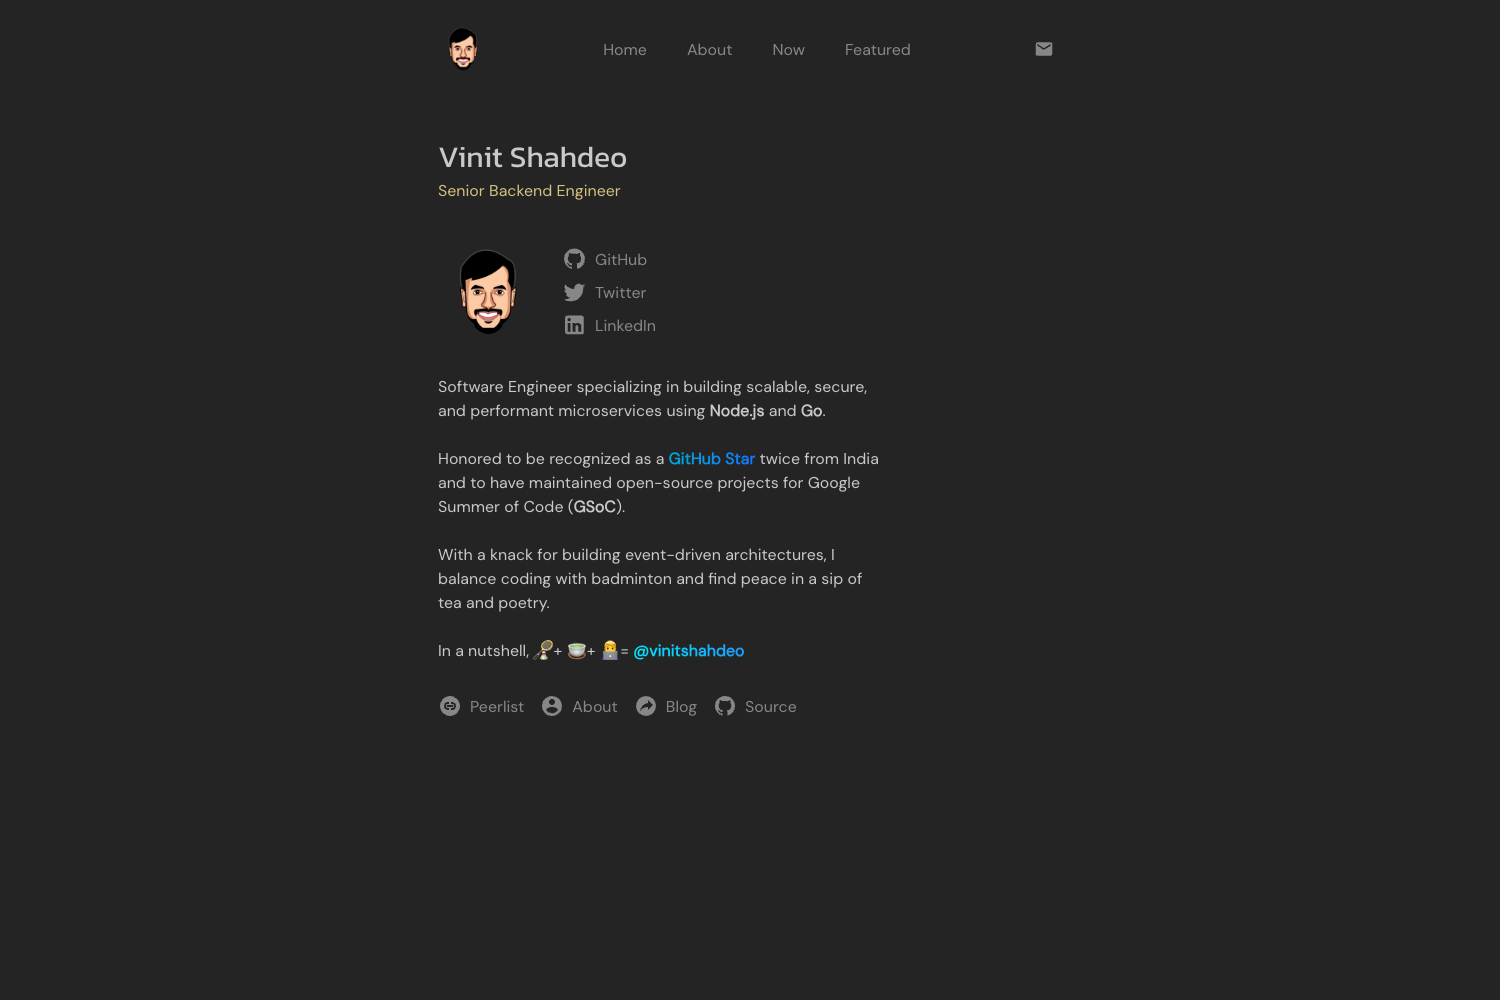 Home About Now Featured
Vinit Shahdeo
Senior Backend Engineer
GitHub
Twitter
LinkedIn
Software Engineer specializing in building scalable, secure,
and performant microservices using Node.js and Go.
Honored to be recognized as a GitHub Star twice from India
and to have maintained open-source projects for Google
Summer of Code (GSoC).
With a knack for building event-driven architectures, I
balance coding with badminton and find peace in a sip of
tea and poetry.
In a nutshell, 🏸+ 🍵+ 👨‍💻= @vinitshahdeo
Peerlist About Blog Source